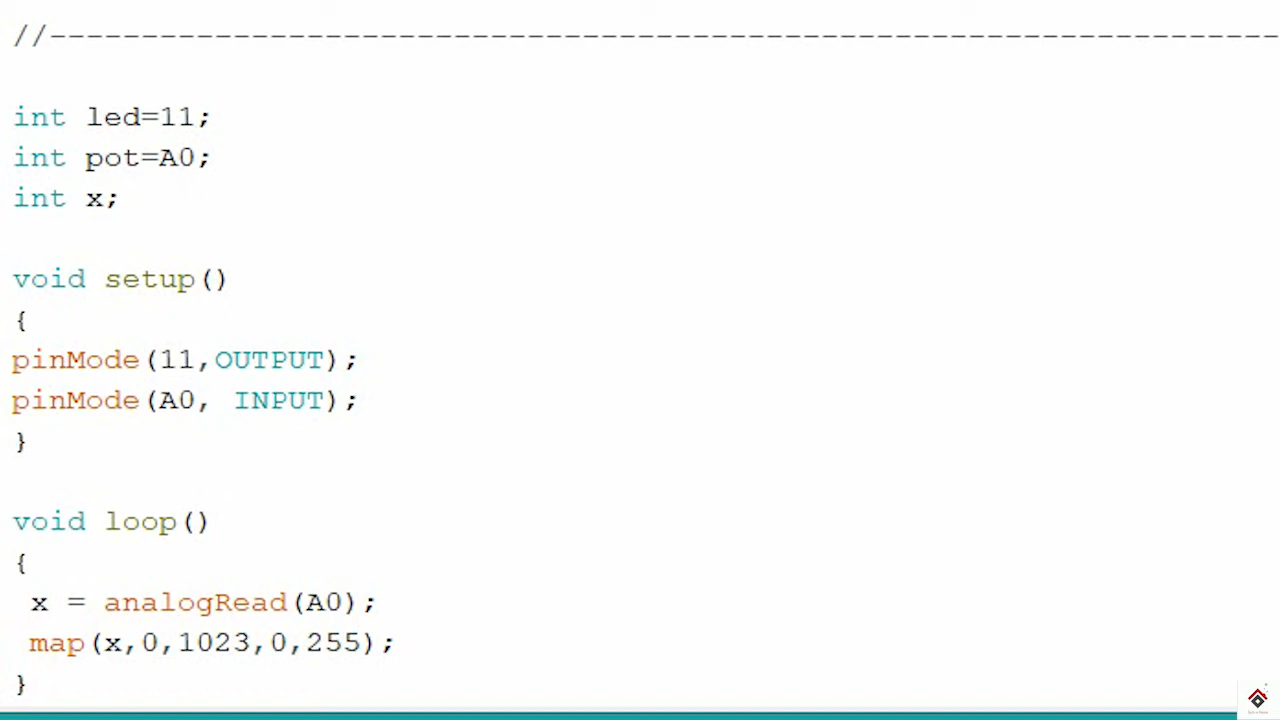 //-------------------------------------------------------------------
int led=11;
int pot=A0;
int x;
void setup()
{
pinMode(11,OUTPUT);
pinMode(A0, INPUT);
}
void loop()
{
x = analogRead(A0);
map(x,0,1023,0,255);
}